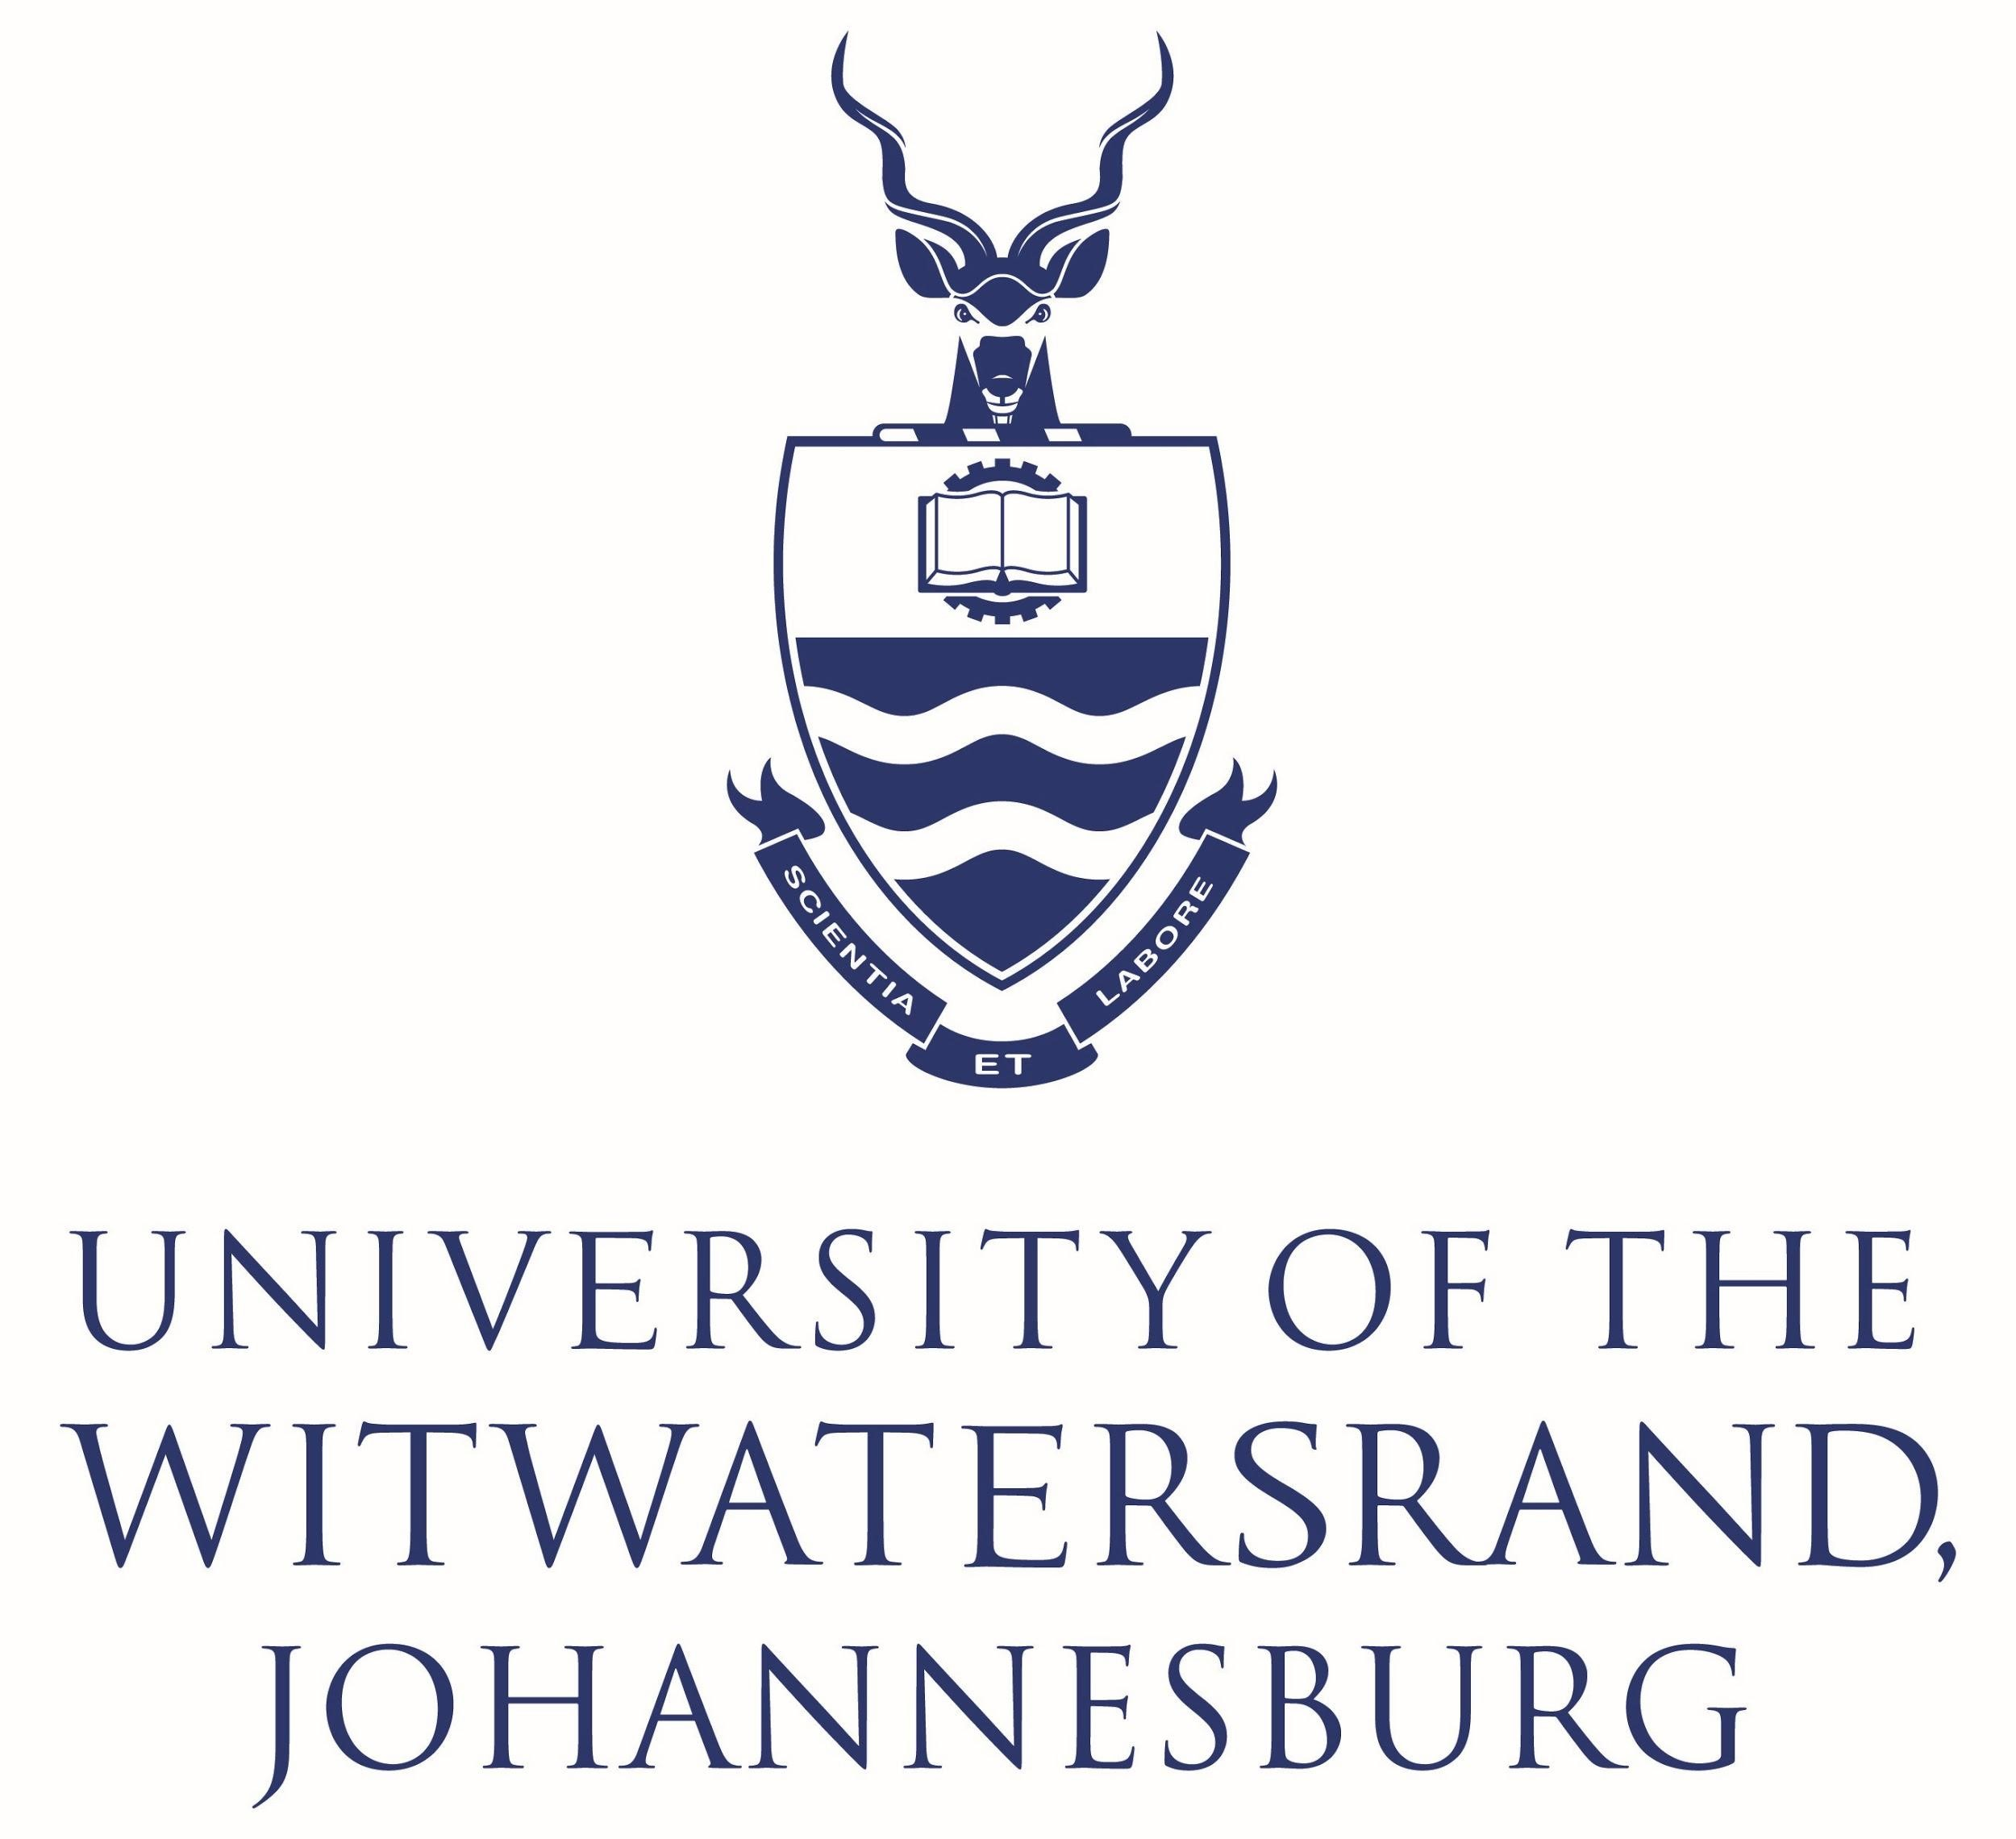 SCIENTIA
ET
LABORE
UNIVERSITY OF THE
WITWATERSRAND,
JOHANNESBURG